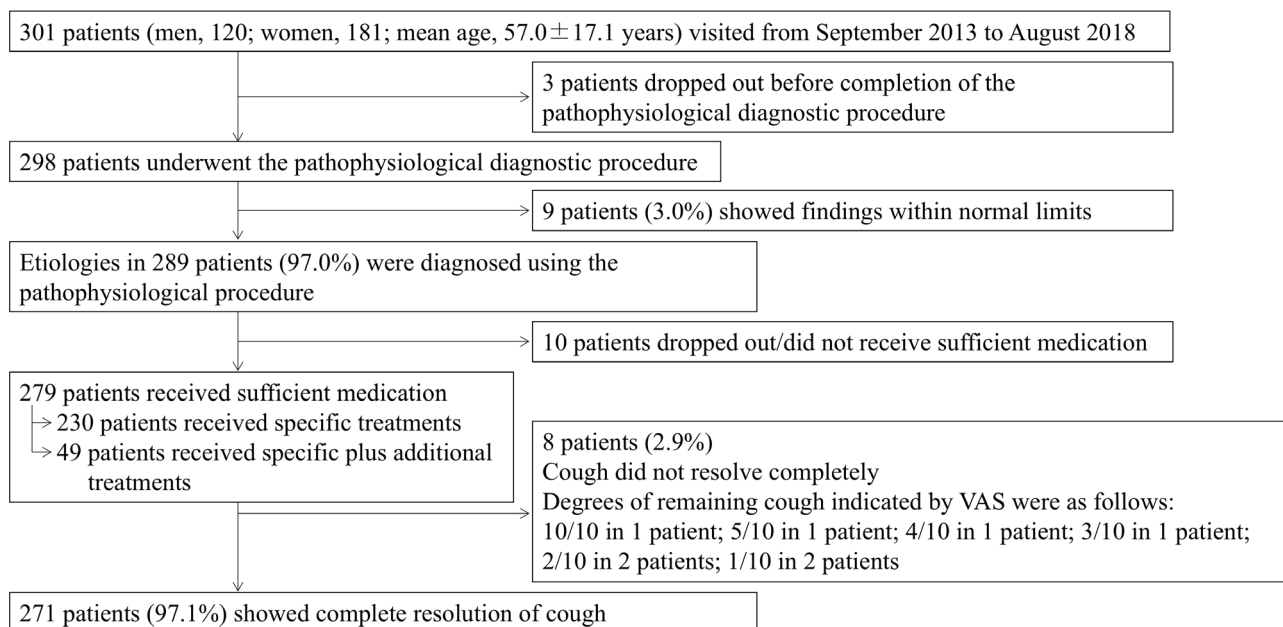 301 patients (men, 120; women, 181; mean age, 57.0±17.1 years) visited from September 2013 to August 2018
3 patients dropped out before completion of the
pathophysiological diagnostic procedure
298 patients underwent the pathophysiological diagnostic procedure
9 patients (3.0%) showed findings within normal limits
Etiologies in 289 patients (97.0%) were diagnosed using the
pathophysiological procedure
10 patients dropped out/did not receive sufficient medication
279 patients received sufficient medication
230 patients received specific treatments
49 patients received specific plus additional
treatments
8 patients (2.9%)
Cough did not resolve completely
Degrees of remaining cough indicated by VAS were as follows:
10/10 in 1 patient; 5/10 in 1 patient; 4/10 in 1 patient; 3/10 in 1 patient;
2/10 in 2 patients; 1/10 in 2 patients
271 patients (97.1%) showed complete resolution of cough